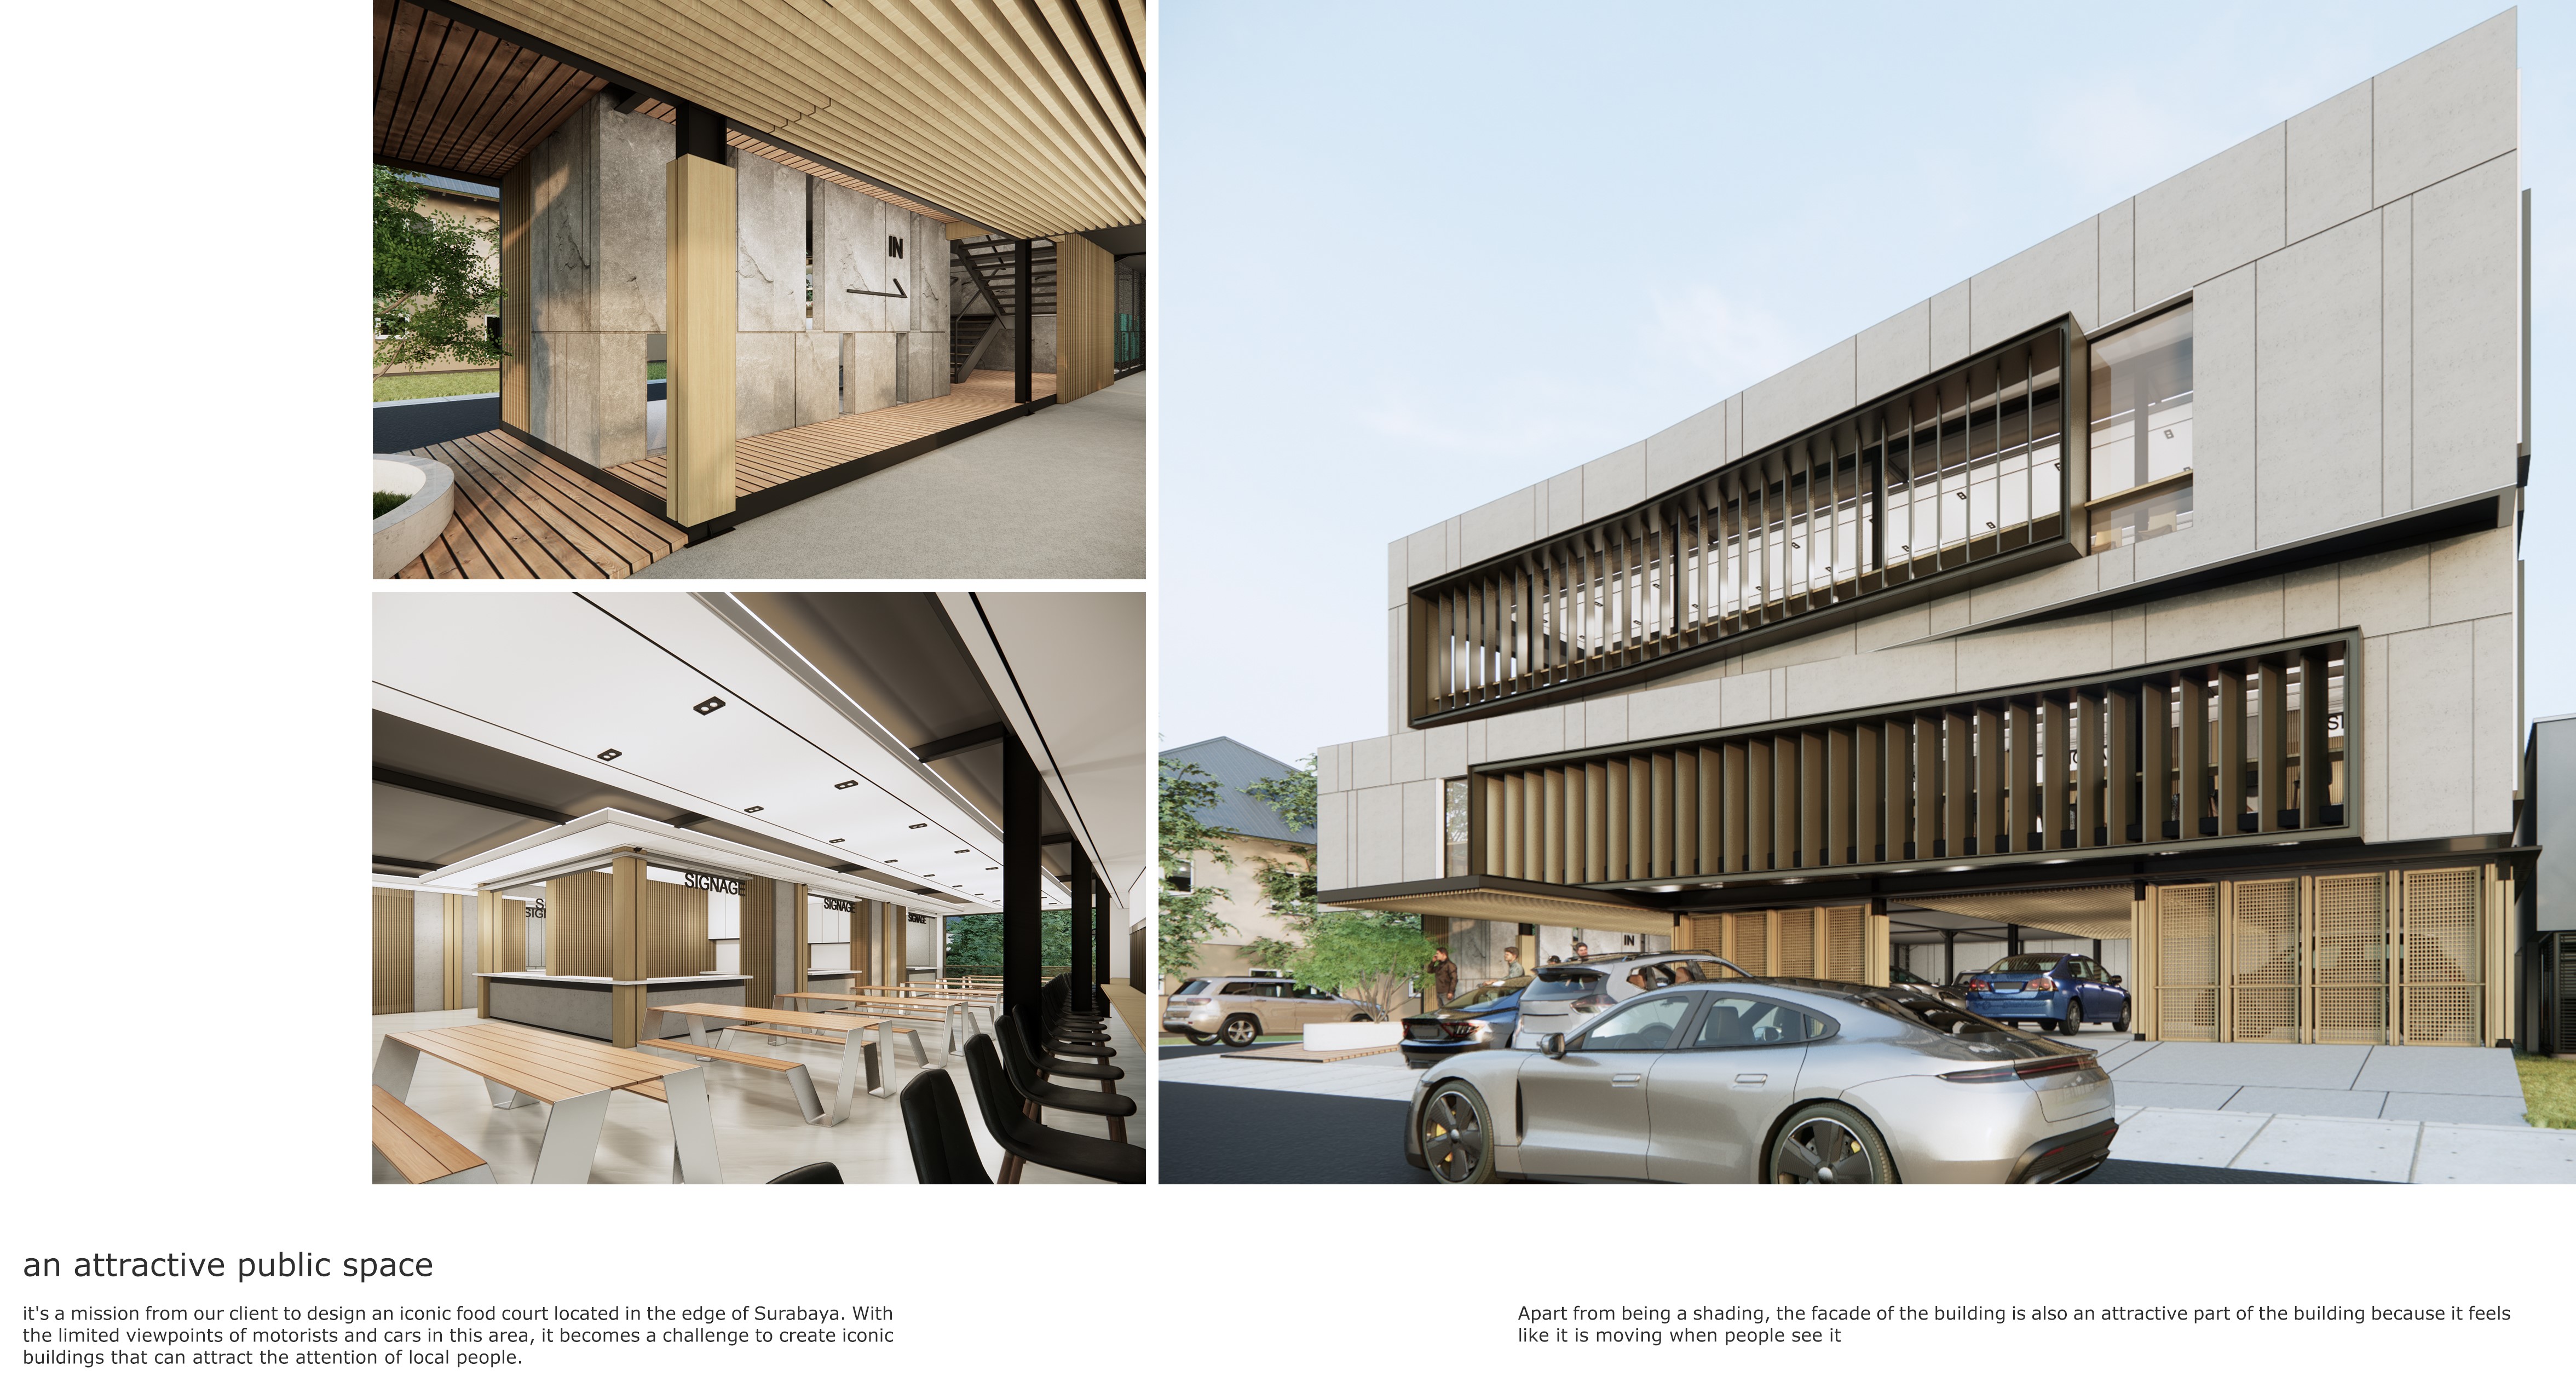 IN
SIGNAGE
SIGNAGE
SIGNAGE
IN
an attractive public space
it's a mission from our client to design an iconic food court located in the edge of Surabaya. With
the limited viewpoints of motorists and cars in this area, it becomes a challenge to create iconic
buildings that can attract the attention of local people.
Apart from being a shading, the facade of the building is also an attractive part of the building because it feels
like it is moving when people see it